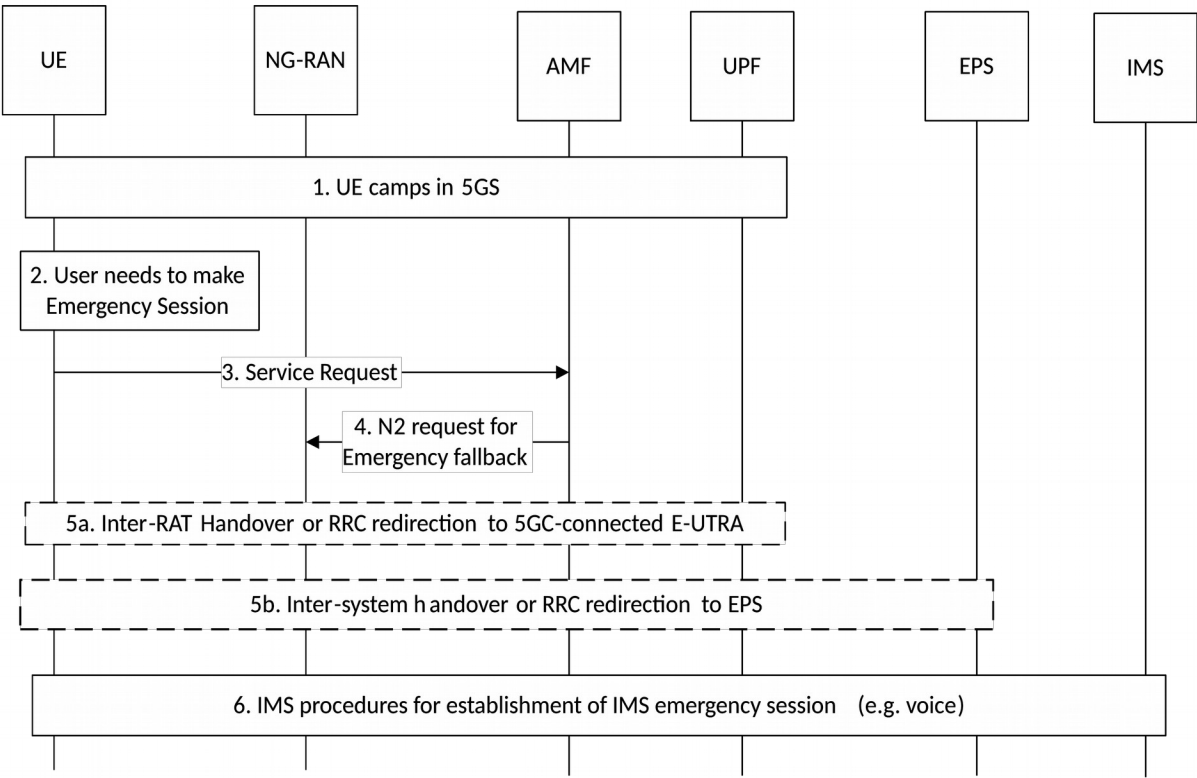 UE
NG-RAN
AMF
UPF
EPS
IMS
1. UE camps in 5GS
2. User needs to make
Emergency Session
3. Service Request
4. N2 request for
Emergency fallback
5a. Inter-RAT Handover or RRC redirection to 5GC-connected E-UTRA
5b. Inter-system handover or RRC redirection to EPS
6. IMS procedures for establishment of IMS emergency session (e.g. voice)